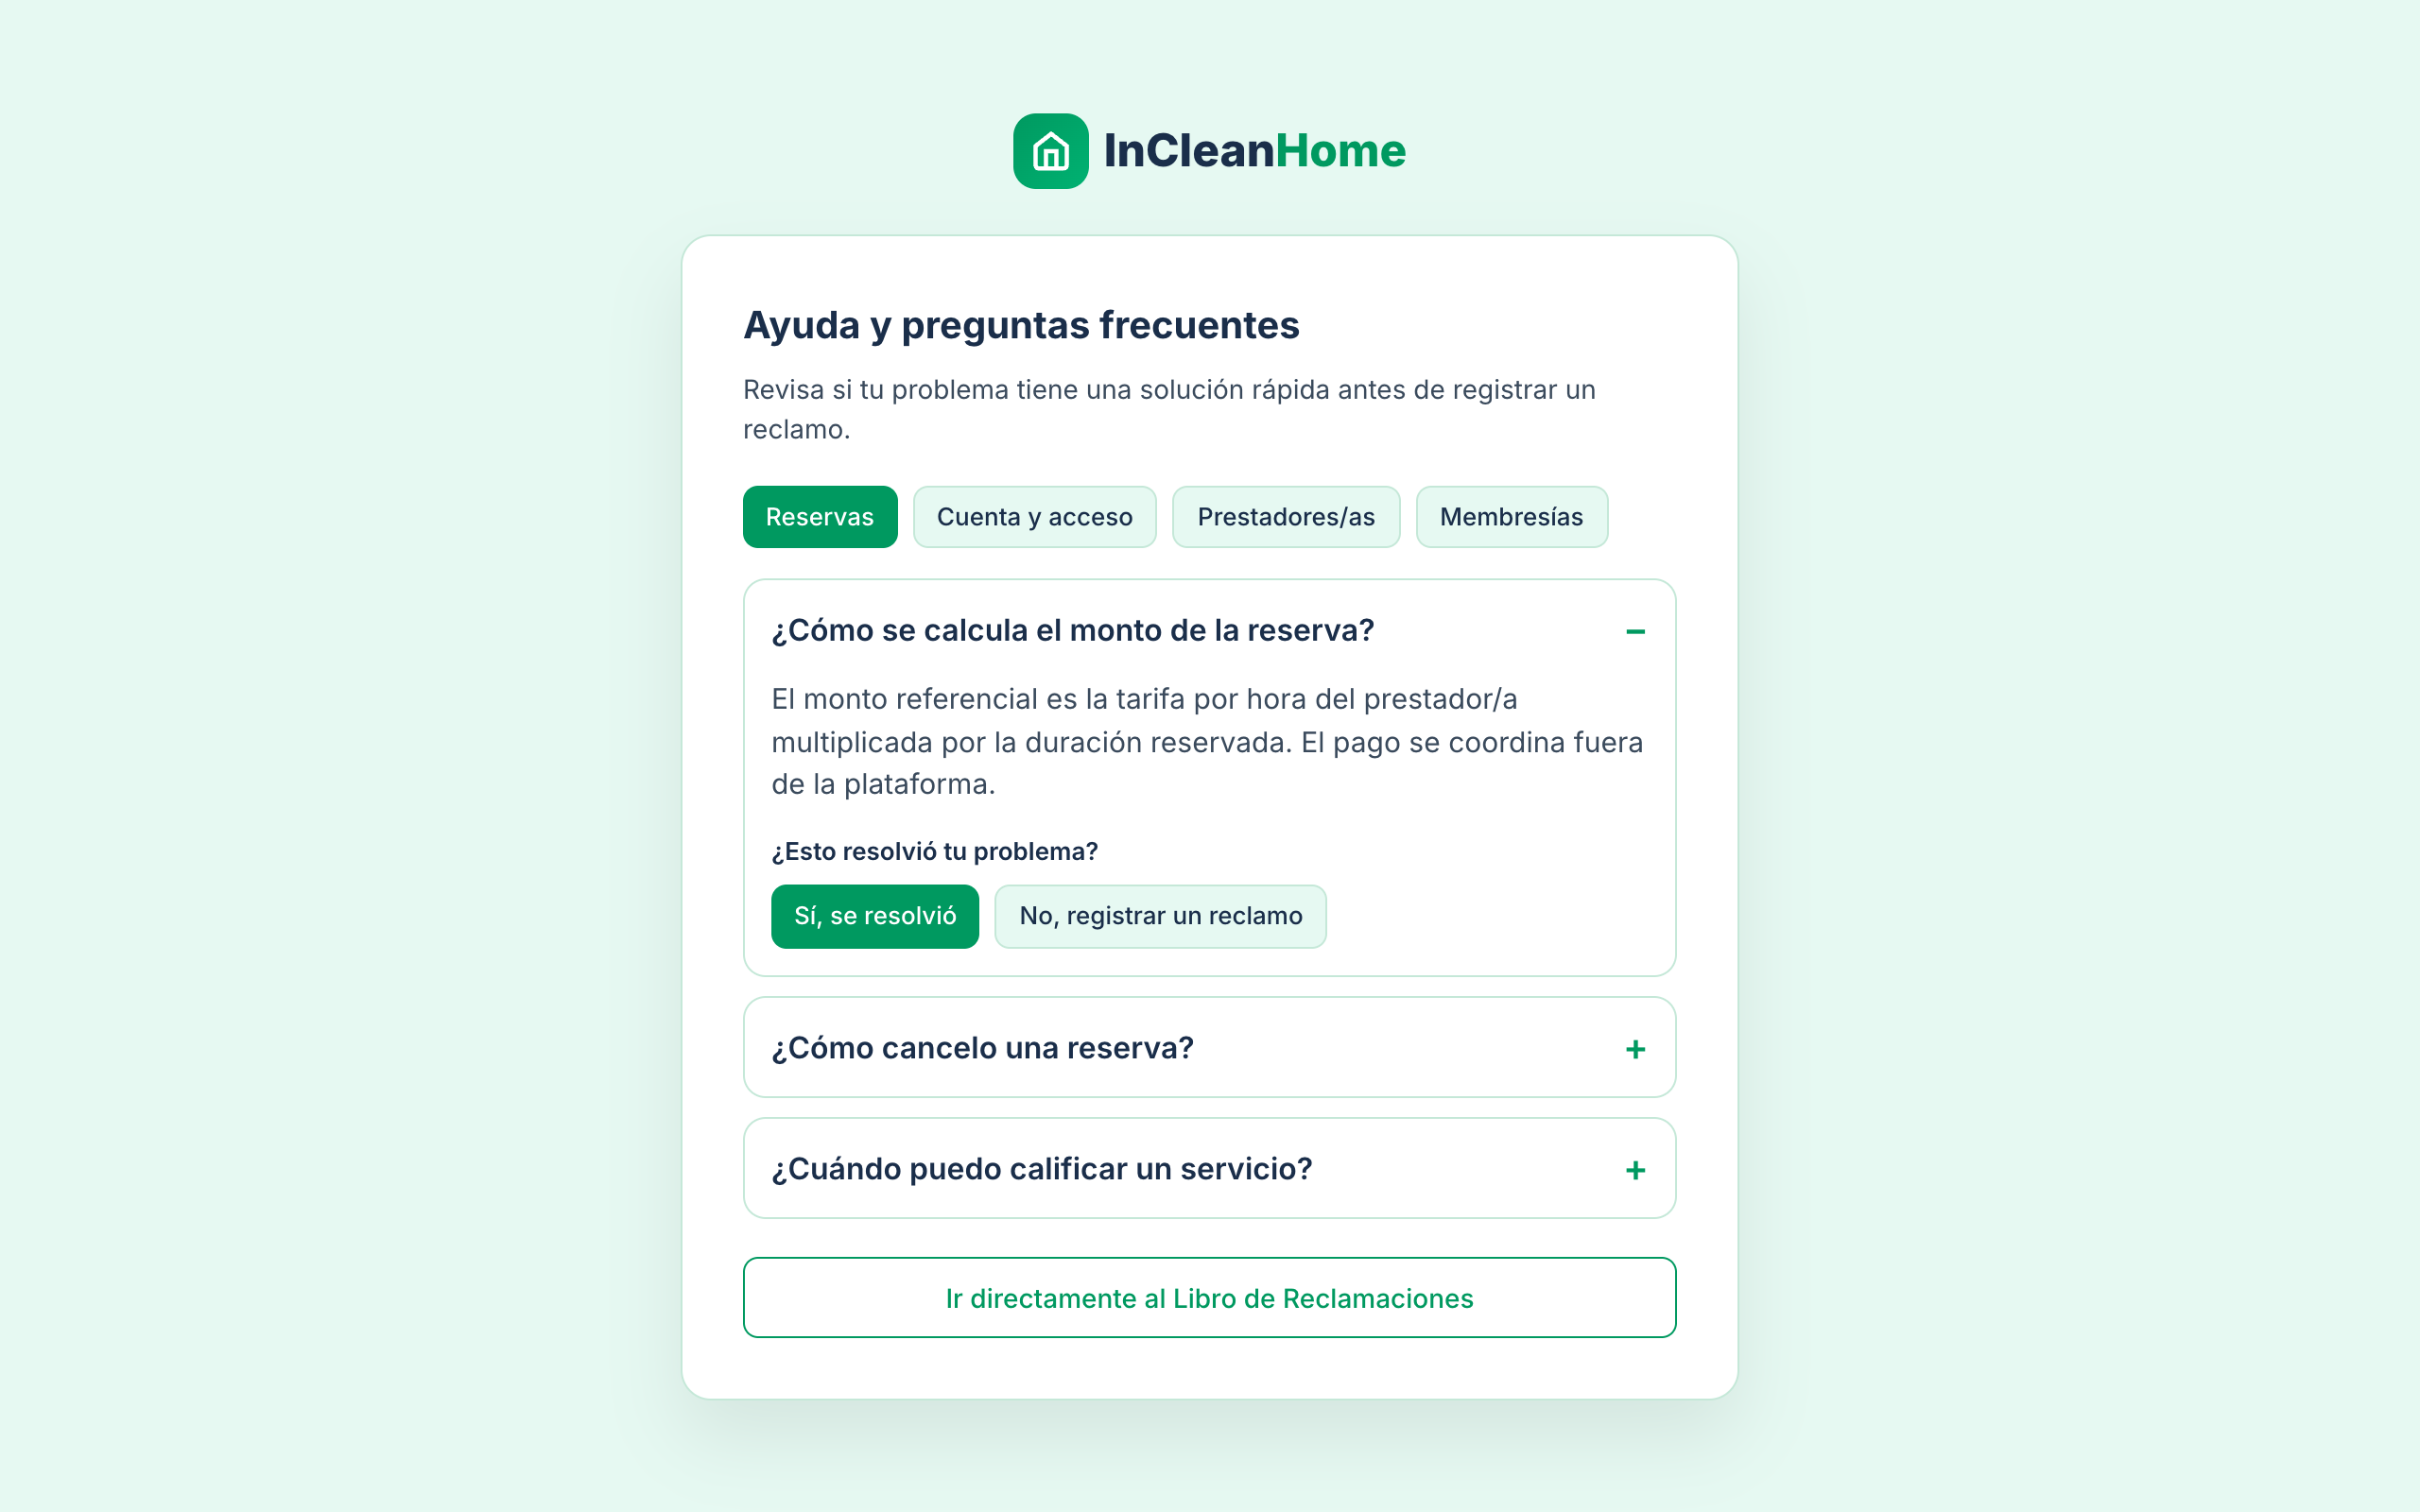 InCleanHome
Ayuda y preguntas frecuentes
Revisa si tu problema tiene una solución rápida antes de registrar un
reclamo.
Reservas
Cuenta y acceso
Prestadores/as
Membresías
¿Cómo se calcula el monto de la reserva?
El monto referencial es la tarifa por hora del prestador/a
multiplicada por la duración reservada. El pago se coordina fuera
de la plataforma.
¿Esto resolvió tu problema?
Sí, se resolvió
No, registrar un reclamo
¿Cómo cancelo una reserva?
¿Cuándo puedo calificar un servicio?
Ir directamente al Libro de Reclamaciones